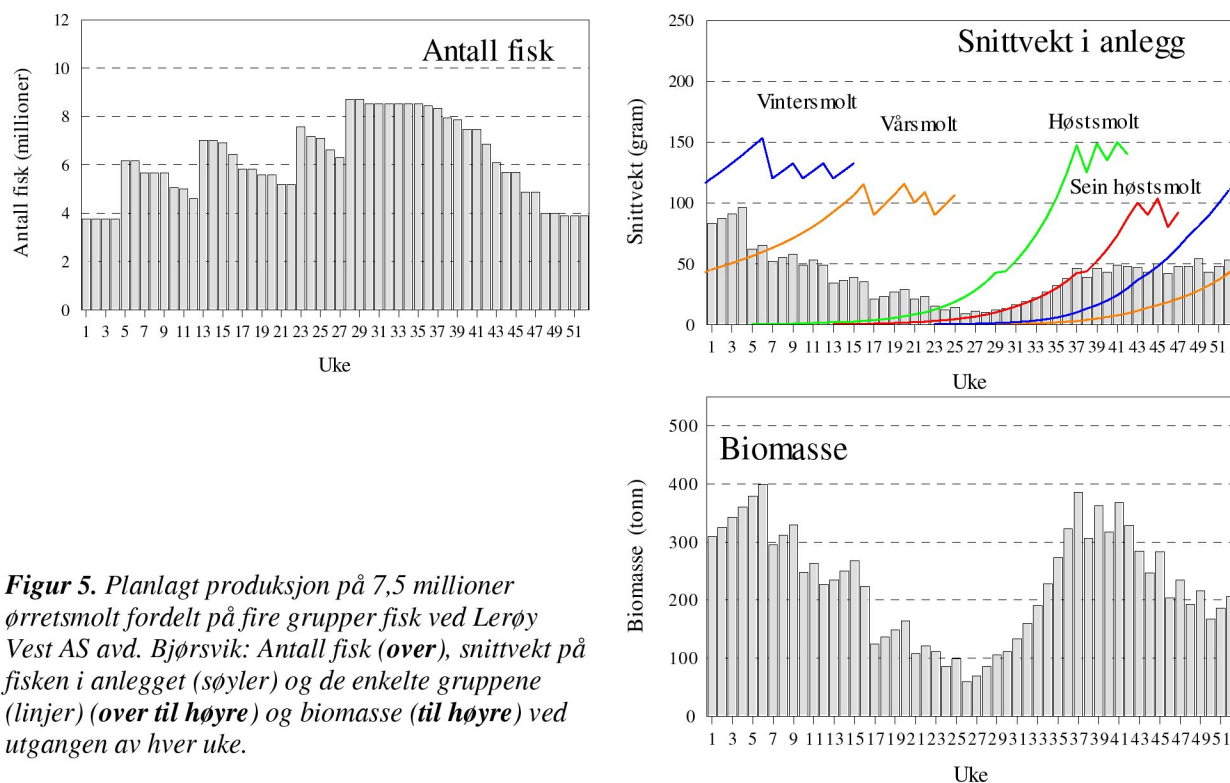 Antall fisk
Antall fisk (millioner)
12
10
8
6
4
2
0
1 3 5 7 9 11 13 15 17 19 21 23 25 27 29 31 33 35 37 39 41 43 45 47 49 51
Uke
Snittvekt i anlegg
Snittvekt (gram)
250
200
150
100
50
0
Vintersmolt
Vårsmolt
Høstsmolt
Sein høstsmolt
1 3 5 7 9 11 13 15 17 19 21 23 25 27 29 31 33 35 37 39 41 43 45 47 49 51
Uke
Biomasse
Biomasse (tonn)
500
400
300
200
100
0
1 3 5 7 9 11 13 15 17 19 21 23 25 27 29 31 33 35 37 39 41 43 45 47 49 51
Uke
Figur 5. Planlagt produksjon på 7,5 millioner
ørretsmolt fordelt på fire grupper fisk ved Lerøy
Vest AS avd. Bjørsvik: Antall fisk (over), snittvekt på
fisken i anlegget (søyler) og de enkelte gruppene
(linjer) (over til høyre) og biomasse (til høyre) ved
utgangen av hver uke.